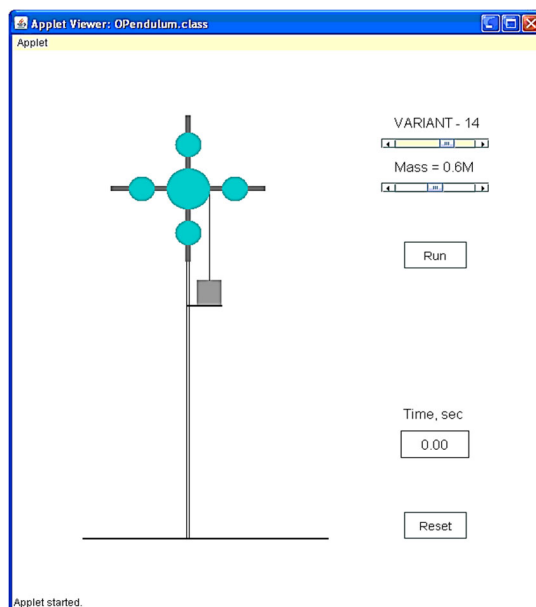 Applet Viewer: OPendulum.class
Applet
VARIANT - 14
Mass = 0.6M
Run
Time, sec
0.00
Reset
Applet started.